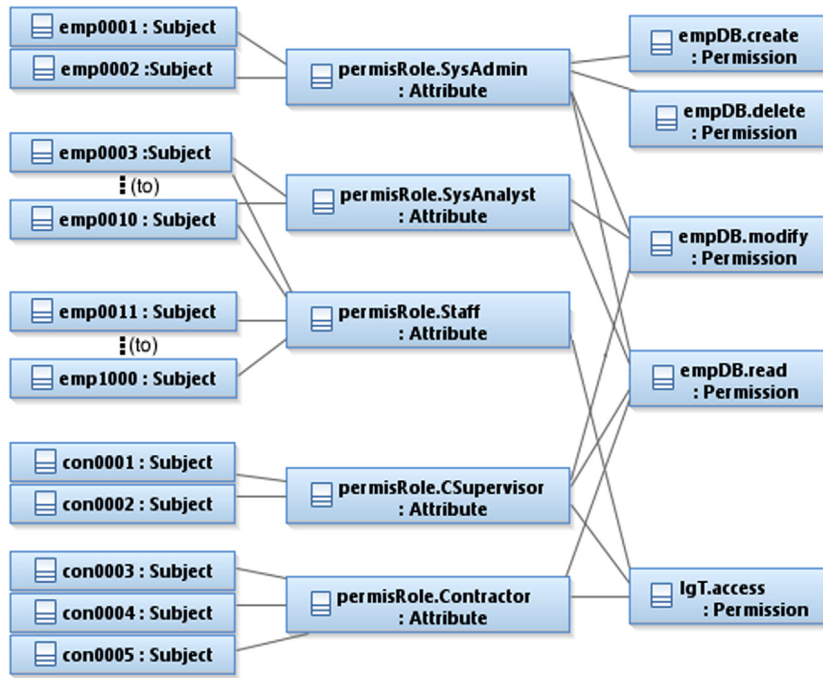 emp0001 : Subject
emp0002 :Subject
emp0003 :Subject
(to)
emp0010 : Subject
emp0011 : Subject
(to)
emp1000 : Subject
con0001 : Subject
con0002 : Subject
con0003 : Subject
con0004 : Subject
con0005 : Subject
permisRole.SysAdmin
: Attribute
permisRole.SysAnalyst
: Attribute
permisRole.Staff
: Attribute
permisRole.CSupervisor
: Attribute
permisRole.Contractor
: Attribute
empDB.create
: Permission
empDB.delete
: Permission
empDB.modify
: Permission
empDB.read
: Permission
lgT.access
: Permission